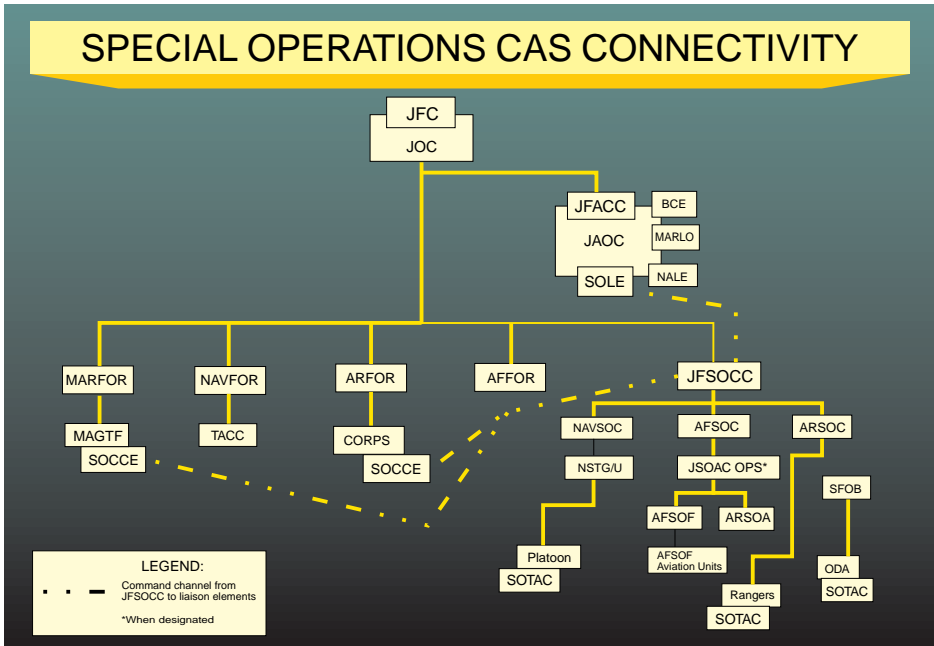 SPECIAL OPERATIONS CAS CONNECTIVITY
JFC
JOC
JFACC
BCE
JAOC
MARLO
SOLE
NALE
MARFOR
NAVFOR
ARFOR
AFFOR
JFSOCC
MAGTF
SOCCE
TACC
CORPS
SOCCE
NAVSOC
AFSOC
ARSOC
NSTG/U
JSOAC OPS*
SFOB
AFSOF
ARSOA
Platoon
SOTAC
AFSOF
Aviation Units
ODA
SOTAC
Rangers
SOTAC
LEGEND:
Command channel from
JFSOCC to liaison elements
*When designated